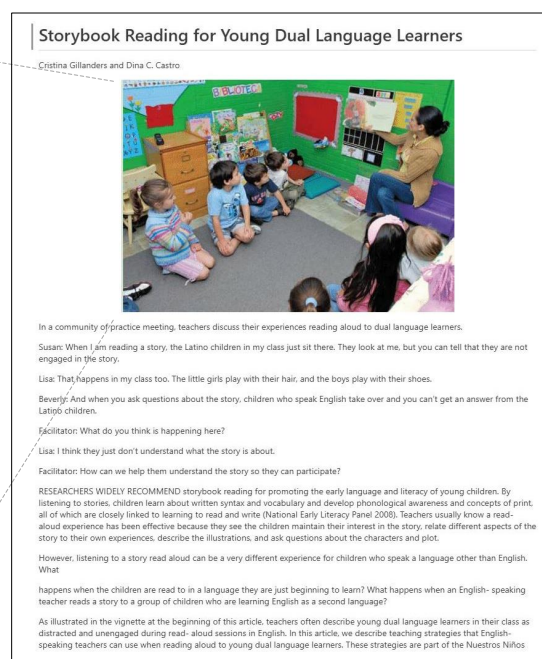 Storybook Reading for Young Dual Language Learners
Cristina Gillanders and Dina C. Castro
BIBLIOTEC
In a community of practice meeting, teachers discuss their experiences reading aloud to dual language learners.
Susan: When I am reading a story, the Latino children in my class just sit there. They look at me, but you can tell that they are not
engaged in the story.
Lisa: That happens in my class too. The little girls play with their hair, and the boys play with their shoes.
Beverly: And when you ask questions about the story, children who speak English take over and you can't get an answer from the
Latino children.
Facilitator: What do you think is happening here?
Lisa: I think they just don't understand what the story is about.
Facilitator: How can we help them understand the story so they can participate?
RESEARCHERS WIDELY RECOMMEND storybook reading for promoting the early language and literacy of young children. By
listening to stories, children learn about written syntax and vocabulary and develop phonological awareness and concepts of print,
all of which are closely linked to learning to read and write (National Early Literacy Panel 2008). Teachers usually know a read-
aloud experience has been effective because they see the children maintain their interest in the story, relate different aspects of the
story to their own experiences, describe the illustrations, and ask questions about the characters and plot.
However, listening to a story read aloud can be a very different experience for children who speak a language other than English.
What
happens when the children are read to in a language they are just beginning to learn? What happens when an English- speaking
teacher reads a story to a group of children who are learning English as a second language?
As illustrated in the vignette at the beginning of this article, teachers often describe young dual language learners in their class as
distracted and unengaged during read- aloud sessions in English. In this article, we describe teaching strategies that English-
speaking teachers can use when reading aloud to young dual language learners. These strategies are part of the Nuestros Niños